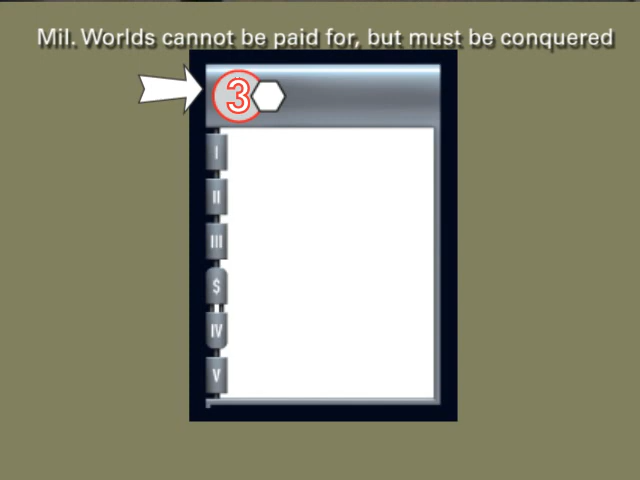 Mil. Worlds cannot be paid for, but must be conquered
3
I
II
III
$
IV
V